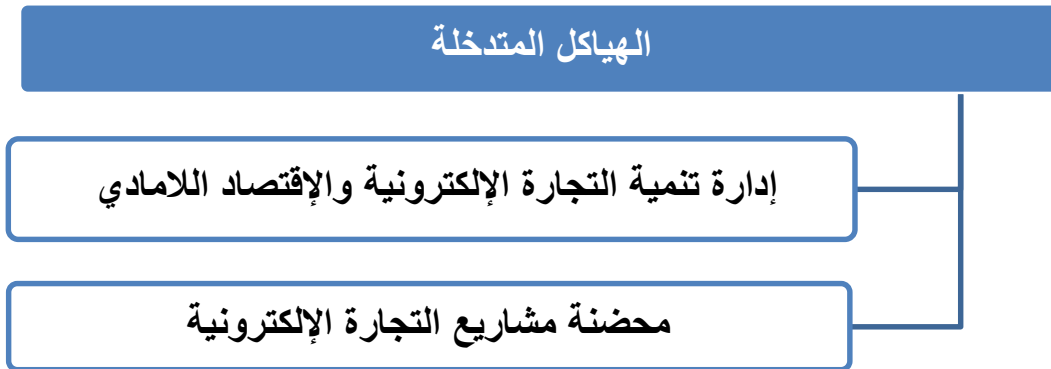 الهياكل المتدخلة
إدارة تنمية التجارة الإلكترونية والإقتصاد اللامادي
محضنة مشاريع التجارة الإلكترونية